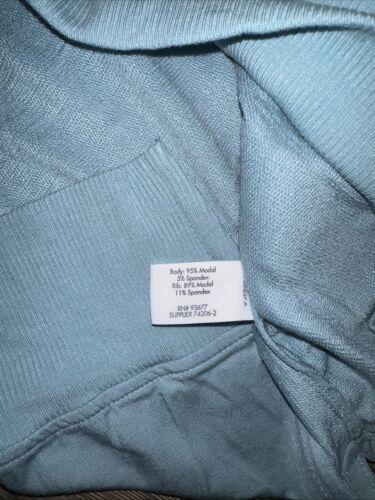 Body: 95% Modal
5% Spandex
Rib: 89% Modal
11% Spandex
RN# 93677
SUPPLIER 74306-2